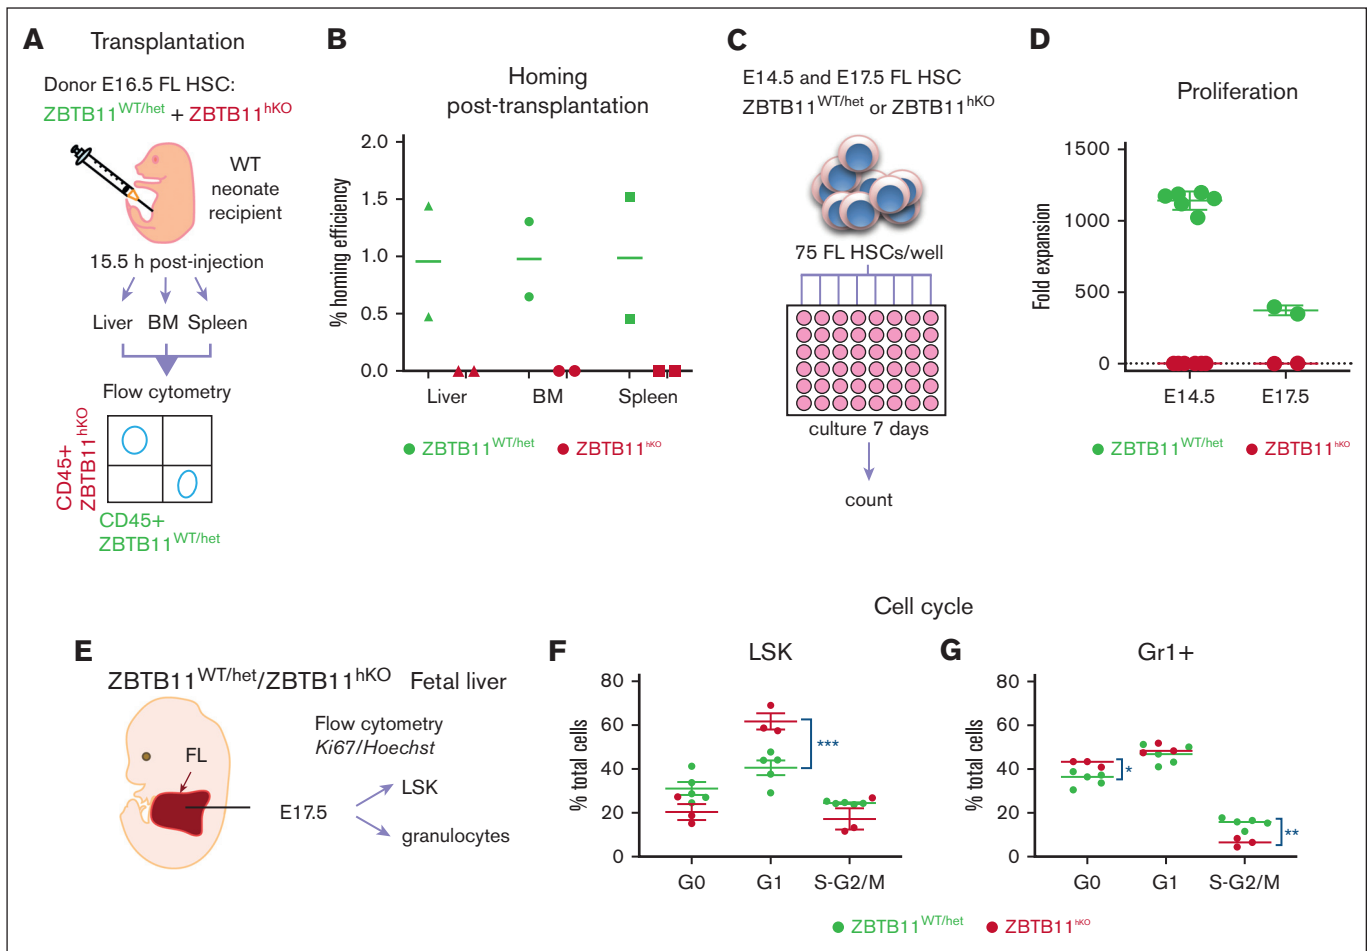 A
Transplantation
Donor E16.5 FL HSC:
ZBTB11WT/het + ZBTB11hKO
WT
neonate
recipient
15.5 h post-injection
Liver BM Spleen
Flow cytometry
CD45+
ZBTB11hKO
CD45+
ZBTB11WT/het
B
Homing
post-transplantation
% homing efficiency
2.0
1.5
1.0
0.5
0.0
Liver BM Spleen
ZBTB11WT/het ZBTB11hKO
C
E14.5 and E17.5 FL HSC
ZBTB11WT/het or ZBTB11hKO
75 FL HSCs/well
culture 7 days
count
D
Proliferation
Fold expansion
1500
1000
500
0
E14.5 E17.5
ZBTB11WT/het ZBTB11hKO
E
ZBTB11WT/het/ZBTB11hKO Fetal liver
Flow cytometry
Ki67/Hoechst
FL
E17.5
LSK
granulocytes
Cell cycle
F
LSK
% total cells
80
60
40
20
0
***
G0 G1 S-G2/M
G
Gr1+
% total cells
80
60
40
20
0
*
**
G0 G1 S-G2/M
ZBTB11WT/het ZBTB11hKO